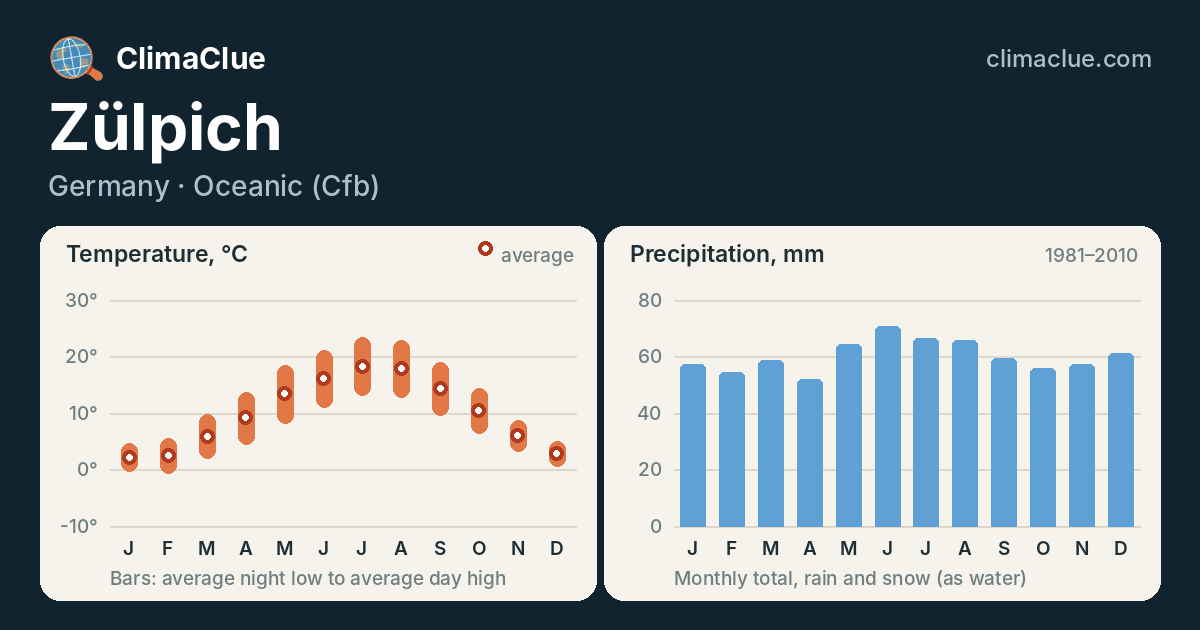 ClimaClue
climaclue.com
Zülpich
Germany · Oceanic (Cfb)
Temperature, °C
average
30°
20°
10°
0°
-10°
J F M A M J J A S O N D
Bars: average night low to average day high
Precipitation, mm
1981–2010
80
60
40
20
0
J F M A M J J A S O N D
Monthly total, rain and snow (as water)